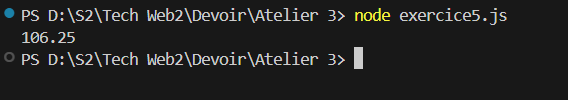 PS D:\S2\Tech Web2\Devoir\Atelier 3> node exercice5.js
106.25
PS D:\S2\Tech Web2\Devoir\Atelier 3>